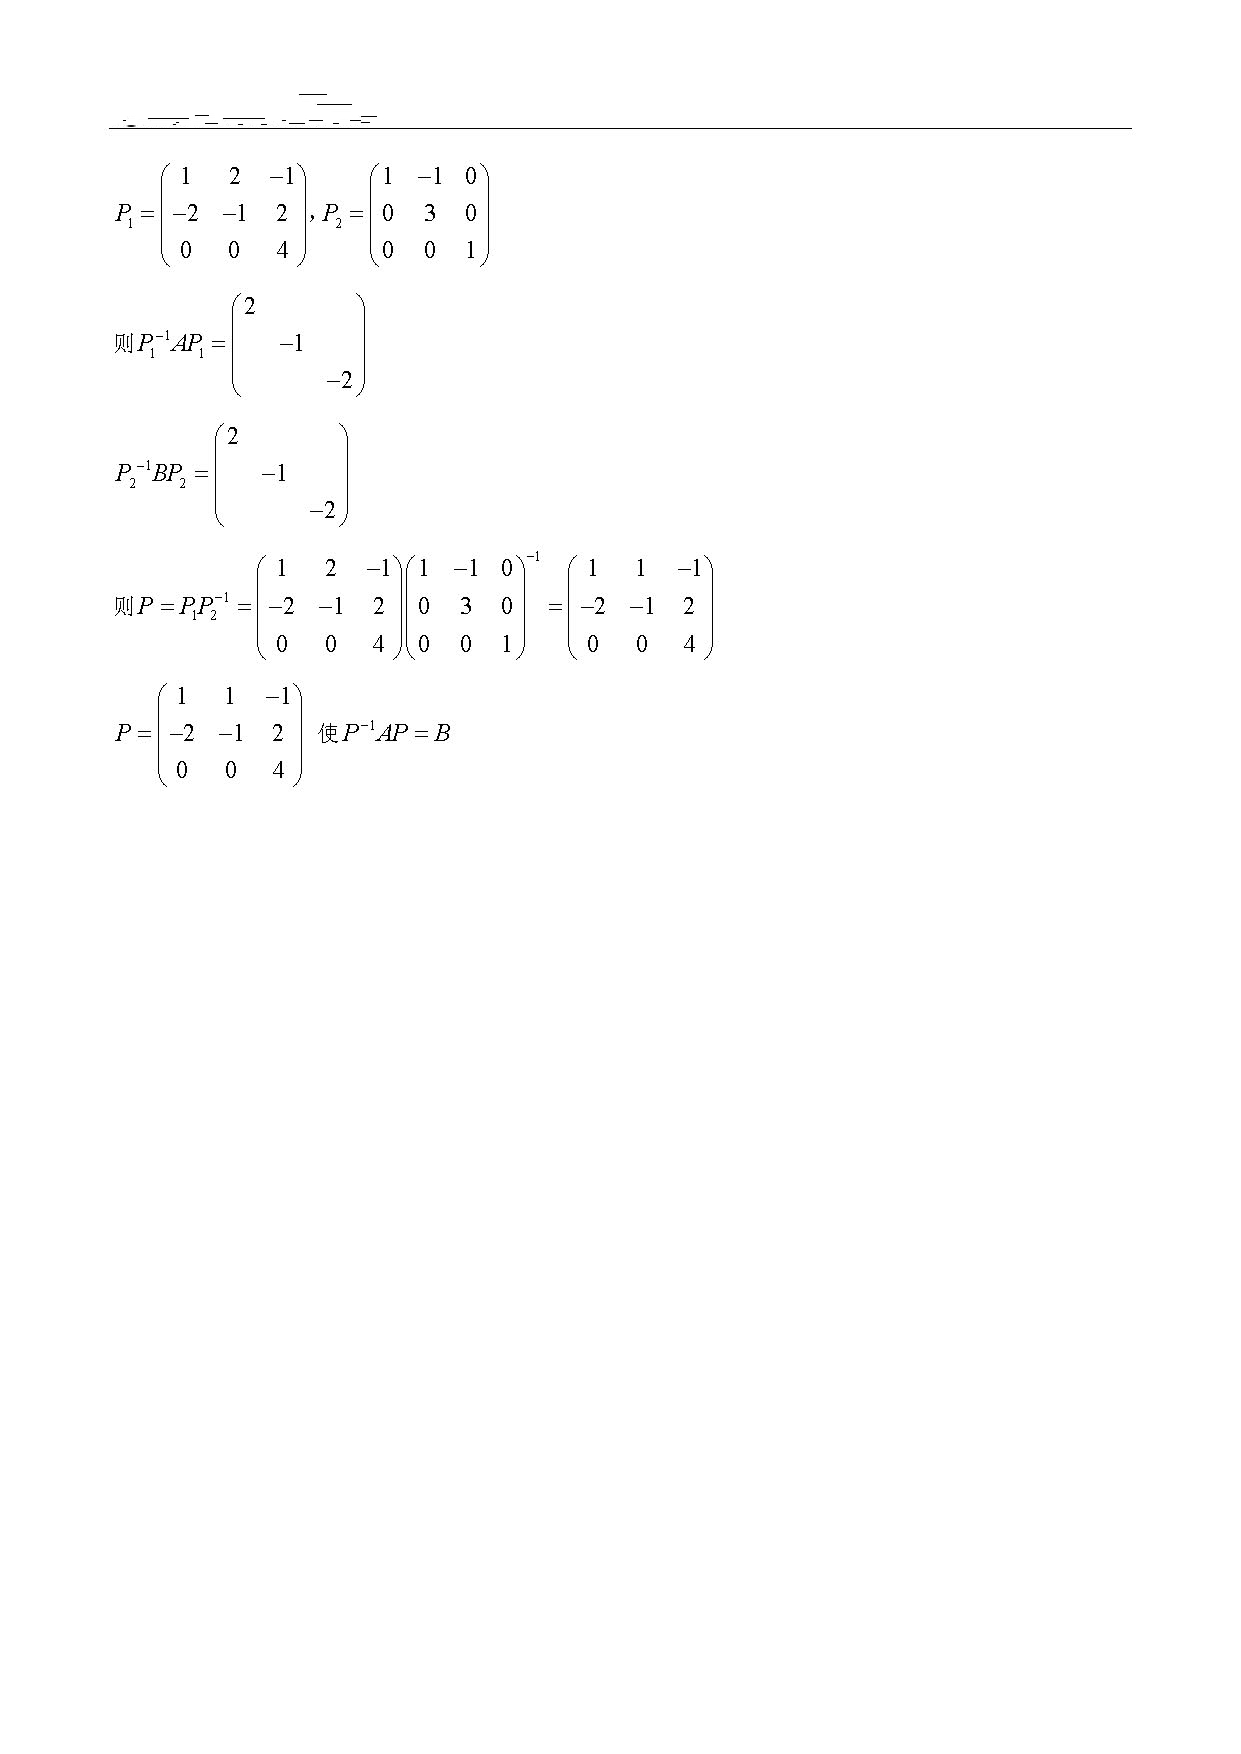 P₁ = ( 1 2 −1 ; −2 −1 2 ; 0 0 4 ) , P₂ = ( 1 −1 0 ; 0 3 0 ; 0 0 1 )
则 P₁⁻¹AP₁ = ( 2 ; −1 ; −2 )
P₂⁻¹BP₂ = ( 2 ; −1 ; −2 )
则 P = P₁P₂⁻¹ = ( 1 2 −1 ; −2 −1 2 ; 0 0 4 ) ( 1 −1 0 ; 0 3 0 ; 0 0 1 )⁻¹ = ( 1 1 −1 ; −2 −1 2 ; 0 0 4 )
P = ( 1 1 −1 ; −2 −1 2 ; 0 0 4 ) 使 P⁻¹AP = B